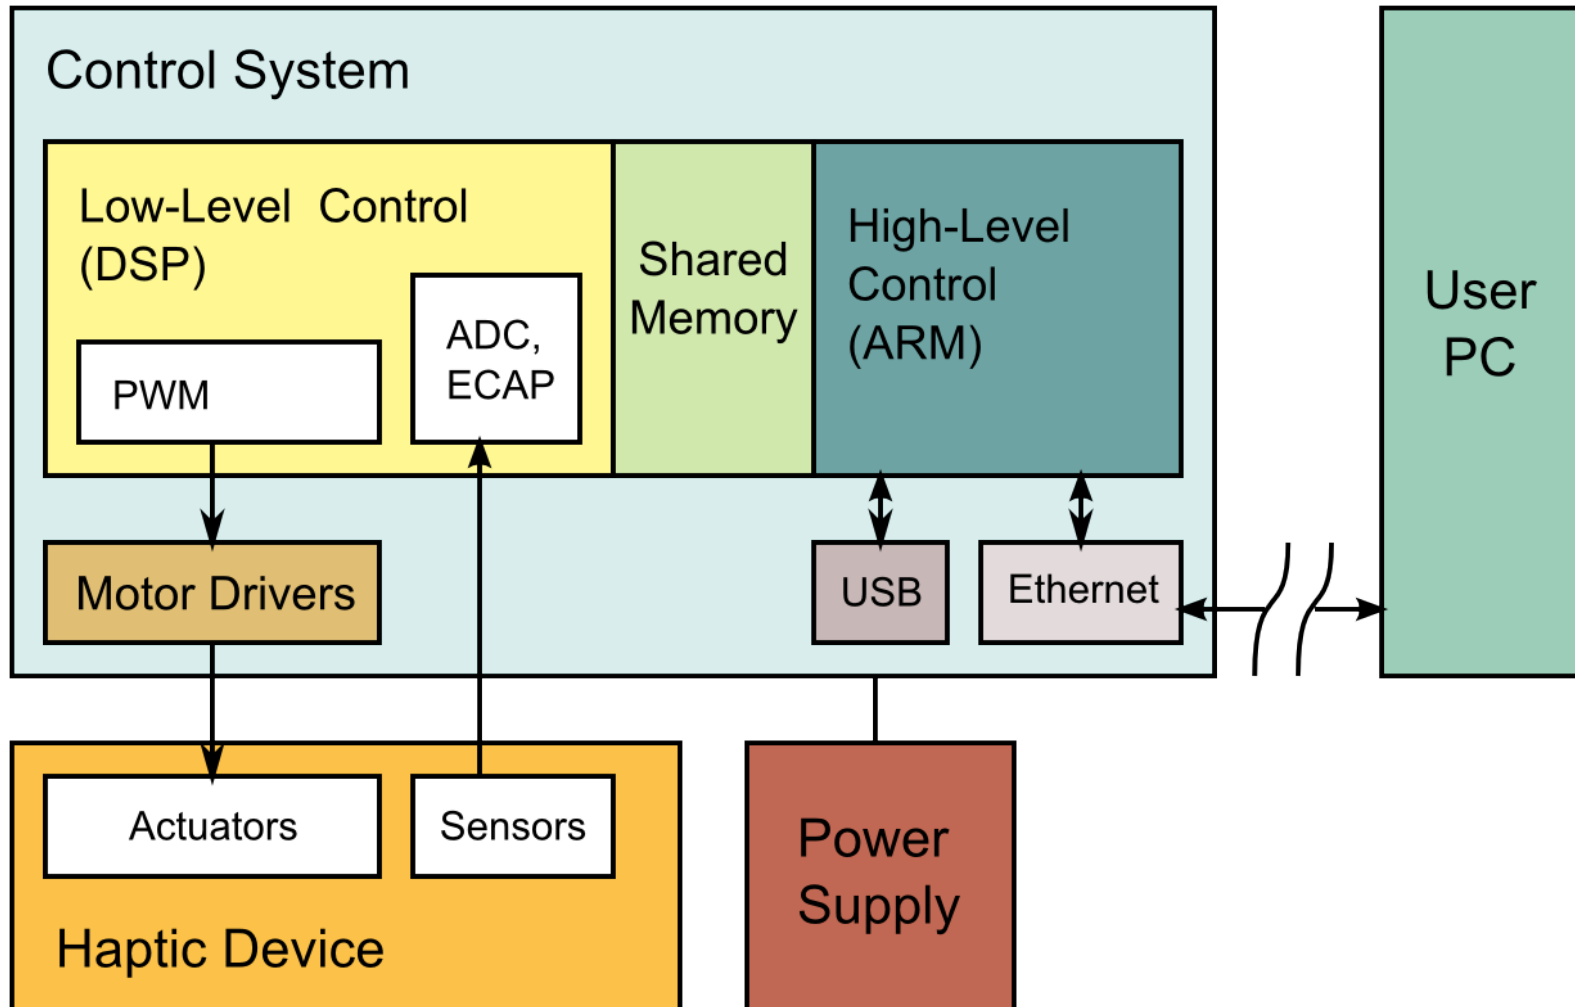 Control System
Low-Level Control
(DSP)
PWM
ADC,
ECAP
Shared
Memory
High-Level
Control
(ARM)
User
PC
Motor Drivers
USB
Ethernet
Actuators
Sensors
Haptic Device
Power
Supply